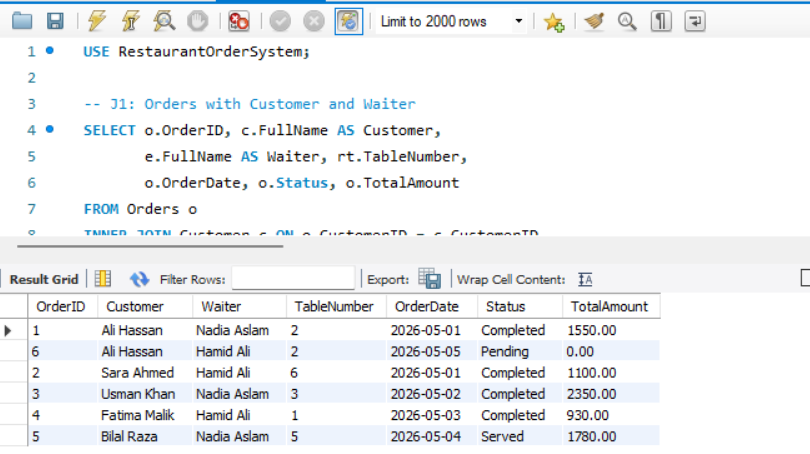 Limit to 2000 rows
1 USE RestaurantOrderSystem;
2
3 -- J1: Orders with Customer and Waiter
4 SELECT o.OrderID, c.FullName AS Customer,
5 e.FullName AS Waiter, rt.TableNumber,
6 o.OrderDate, o.Status, o.TotalAmount
7 FROM Orders o
8 INNER JOIN Customer c ON o.CustomerID = c.CustomerID
Result Grid Filter Rows: Export: Wrap Cell Content:
OrderID Customer Waiter TableNumber OrderDate Status TotalAmount
1 Ali Hassan Nadia Aslam 2 2026-05-01 Completed 1550.00
6 Ali Hassan Hamid Ali 2 2026-05-05 Pending 0.00
2 Sara Ahmed Hamid Ali 6 2026-05-01 Completed 1100.00
3 Usman Khan Nadia Aslam 3 2026-05-02 Completed 2350.00
4 Fatima Malik Hamid Ali 1 2026-05-03 Completed 930.00
5 Bilal Raza Nadia Aslam 5 2026-05-04 Served 1780.00